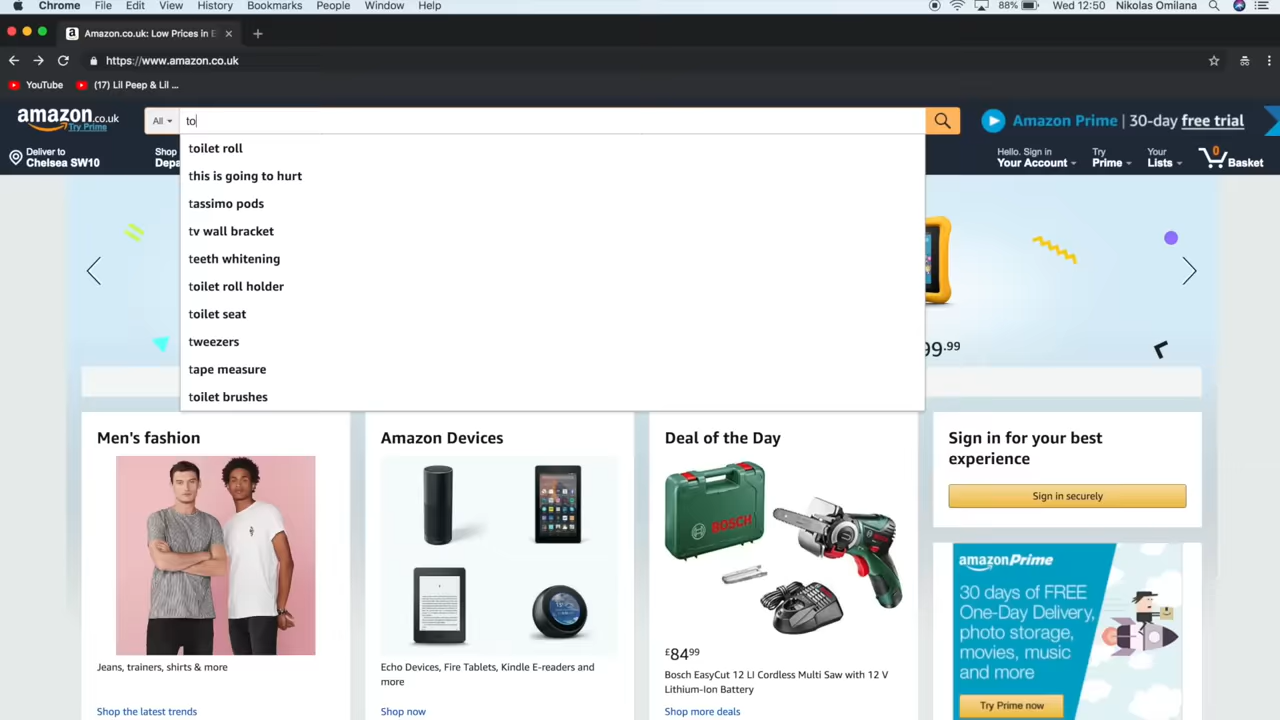 Chrome File Edit View History Bookmarks People Window Help 88% Wed 12:50 Nikolas Omilana
a Amazon.co.uk: Low Prices in E
https://www.amazon.co.uk
YouTube (17) Lil Peep & Lil ...
amazon.co.uk
Try Prime
All
to
Amazon Prime | 30-day free trial
Deliver to
Chelsea SW10
Shop
Depa
Hello. Sign in
Your Account
Try
Prime
Your
Lists
0
Basket
toilet roll
this is going to hurt
tassimo pods
tv wall bracket
teeth whitening
toilet roll holder
toilet seat
tweezers
tape measure
toilet brushes
99.99
Men's fashion
Jeans, trainers, shirts & more
Shop the latest trends
Amazon Devices
Echo Devices, Fire Tablets, Kindle E-readers and
more
Shop now
Deal of the Day
BOSCH
£84.99
Bosch EasyCut 12 LI Cordless Multi Saw with 12 V
Lithium-Ion Battery
Shop more deals
Sign in for your best
experience
Sign in securely
amazonPrime
30 days of FREE
One-Day Delivery,
photo storage,
movies, music
and more
Try Prime now